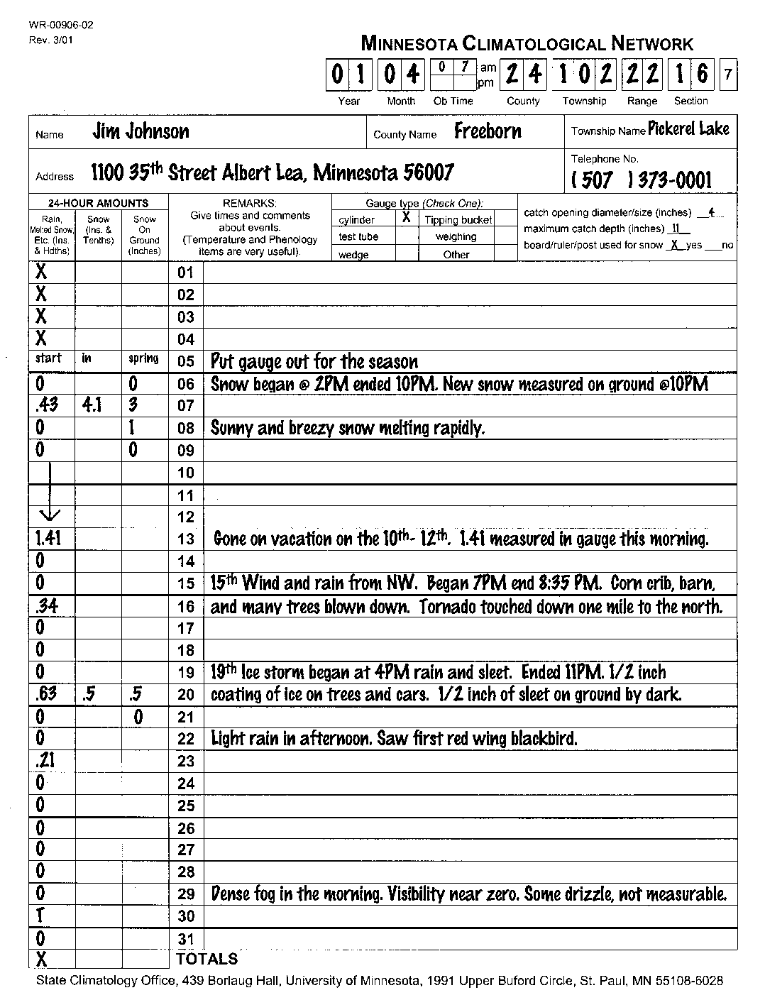 WR-00906-02
Rev. 3/01
MINNESOTA CLIMATOLOGICAL NETWORK
0 1 0 4 0 7 am pm 2 4 1 0 2 2 2 1 6 7
Year Month Ob Time County Township Range Section
Name Jim Johnson County Name Freeborn Township Name Pickerel Lake
Address 1100 35th Street Albert Lea, Minnesota 56007 Telephone No. ( 507 ) 373-0001
24-HOUR AMOUNTS
Rain, Melted Snow, Etc. (Ins. & Hdths)
Snow (Ins. & Tenths)
Snow On Ground (Inches)
REMARKS:
Give times and comments
about events.
(Temperature and Phenology
items are very useful).
Gauge type (Check One):
cylinder X Tipping bucket
test tube weighing
wedge Other
catch opening diameter/size (inches) 4
maximum catch depth (inches) 11
board/ruler/post used for snow X yes no
X 01
X 02
X 03
X 04
start in spring 05 Put gauge out for the season
0 0 06 Snow began @ 2PM ended 10PM. New snow measured on ground @10PM
.43 4.1 3 07
0 1 08 Sunny and breezy snow melting rapidly.
0 0 09
10
11
12
1.41 13 Gone on vacation on the 10th- 12th. 1.41 measured in gauge this morning.
0 14
0 15 15th Wind and rain from NW. Began 7PM end 8:35 PM. Corn crib, barn,
.34 16 and many trees blown down. Tornado touched down one mile to the north.
0 17
0 18
0 19 19th Ice storm began at 4PM rain and sleet. Ended 11PM. 1/2 inch
.63 .5 .5 20 coating of ice on trees and cars. 1/2 inch of sleet on ground by dark.
0 0 21
0 22 Light rain in afternoon. Saw first red wing blackbird.
.21 23
0 24
0 25
0 26
0 27
0 28
0 29 Dense fog in the morning. Visibility near zero. Some drizzle, not measurable.
T 30
0 31
X TOTALS
State Climatology Office, 439 Borlaug Hall, University of Minnesota, 1991 Upper Buford Circle, St. Paul, MN 55108-6028